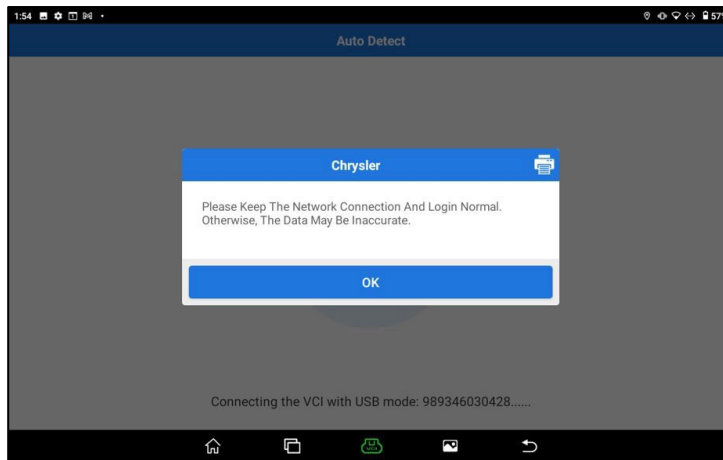 1:54
57%
Auto Detect
Chrysler
Please Keep The Network Connection And Login Normal.
Otherwise, The Data May Be Inaccurate.
OK
Connecting the VCI with USB mode: 989346030428......
VCI